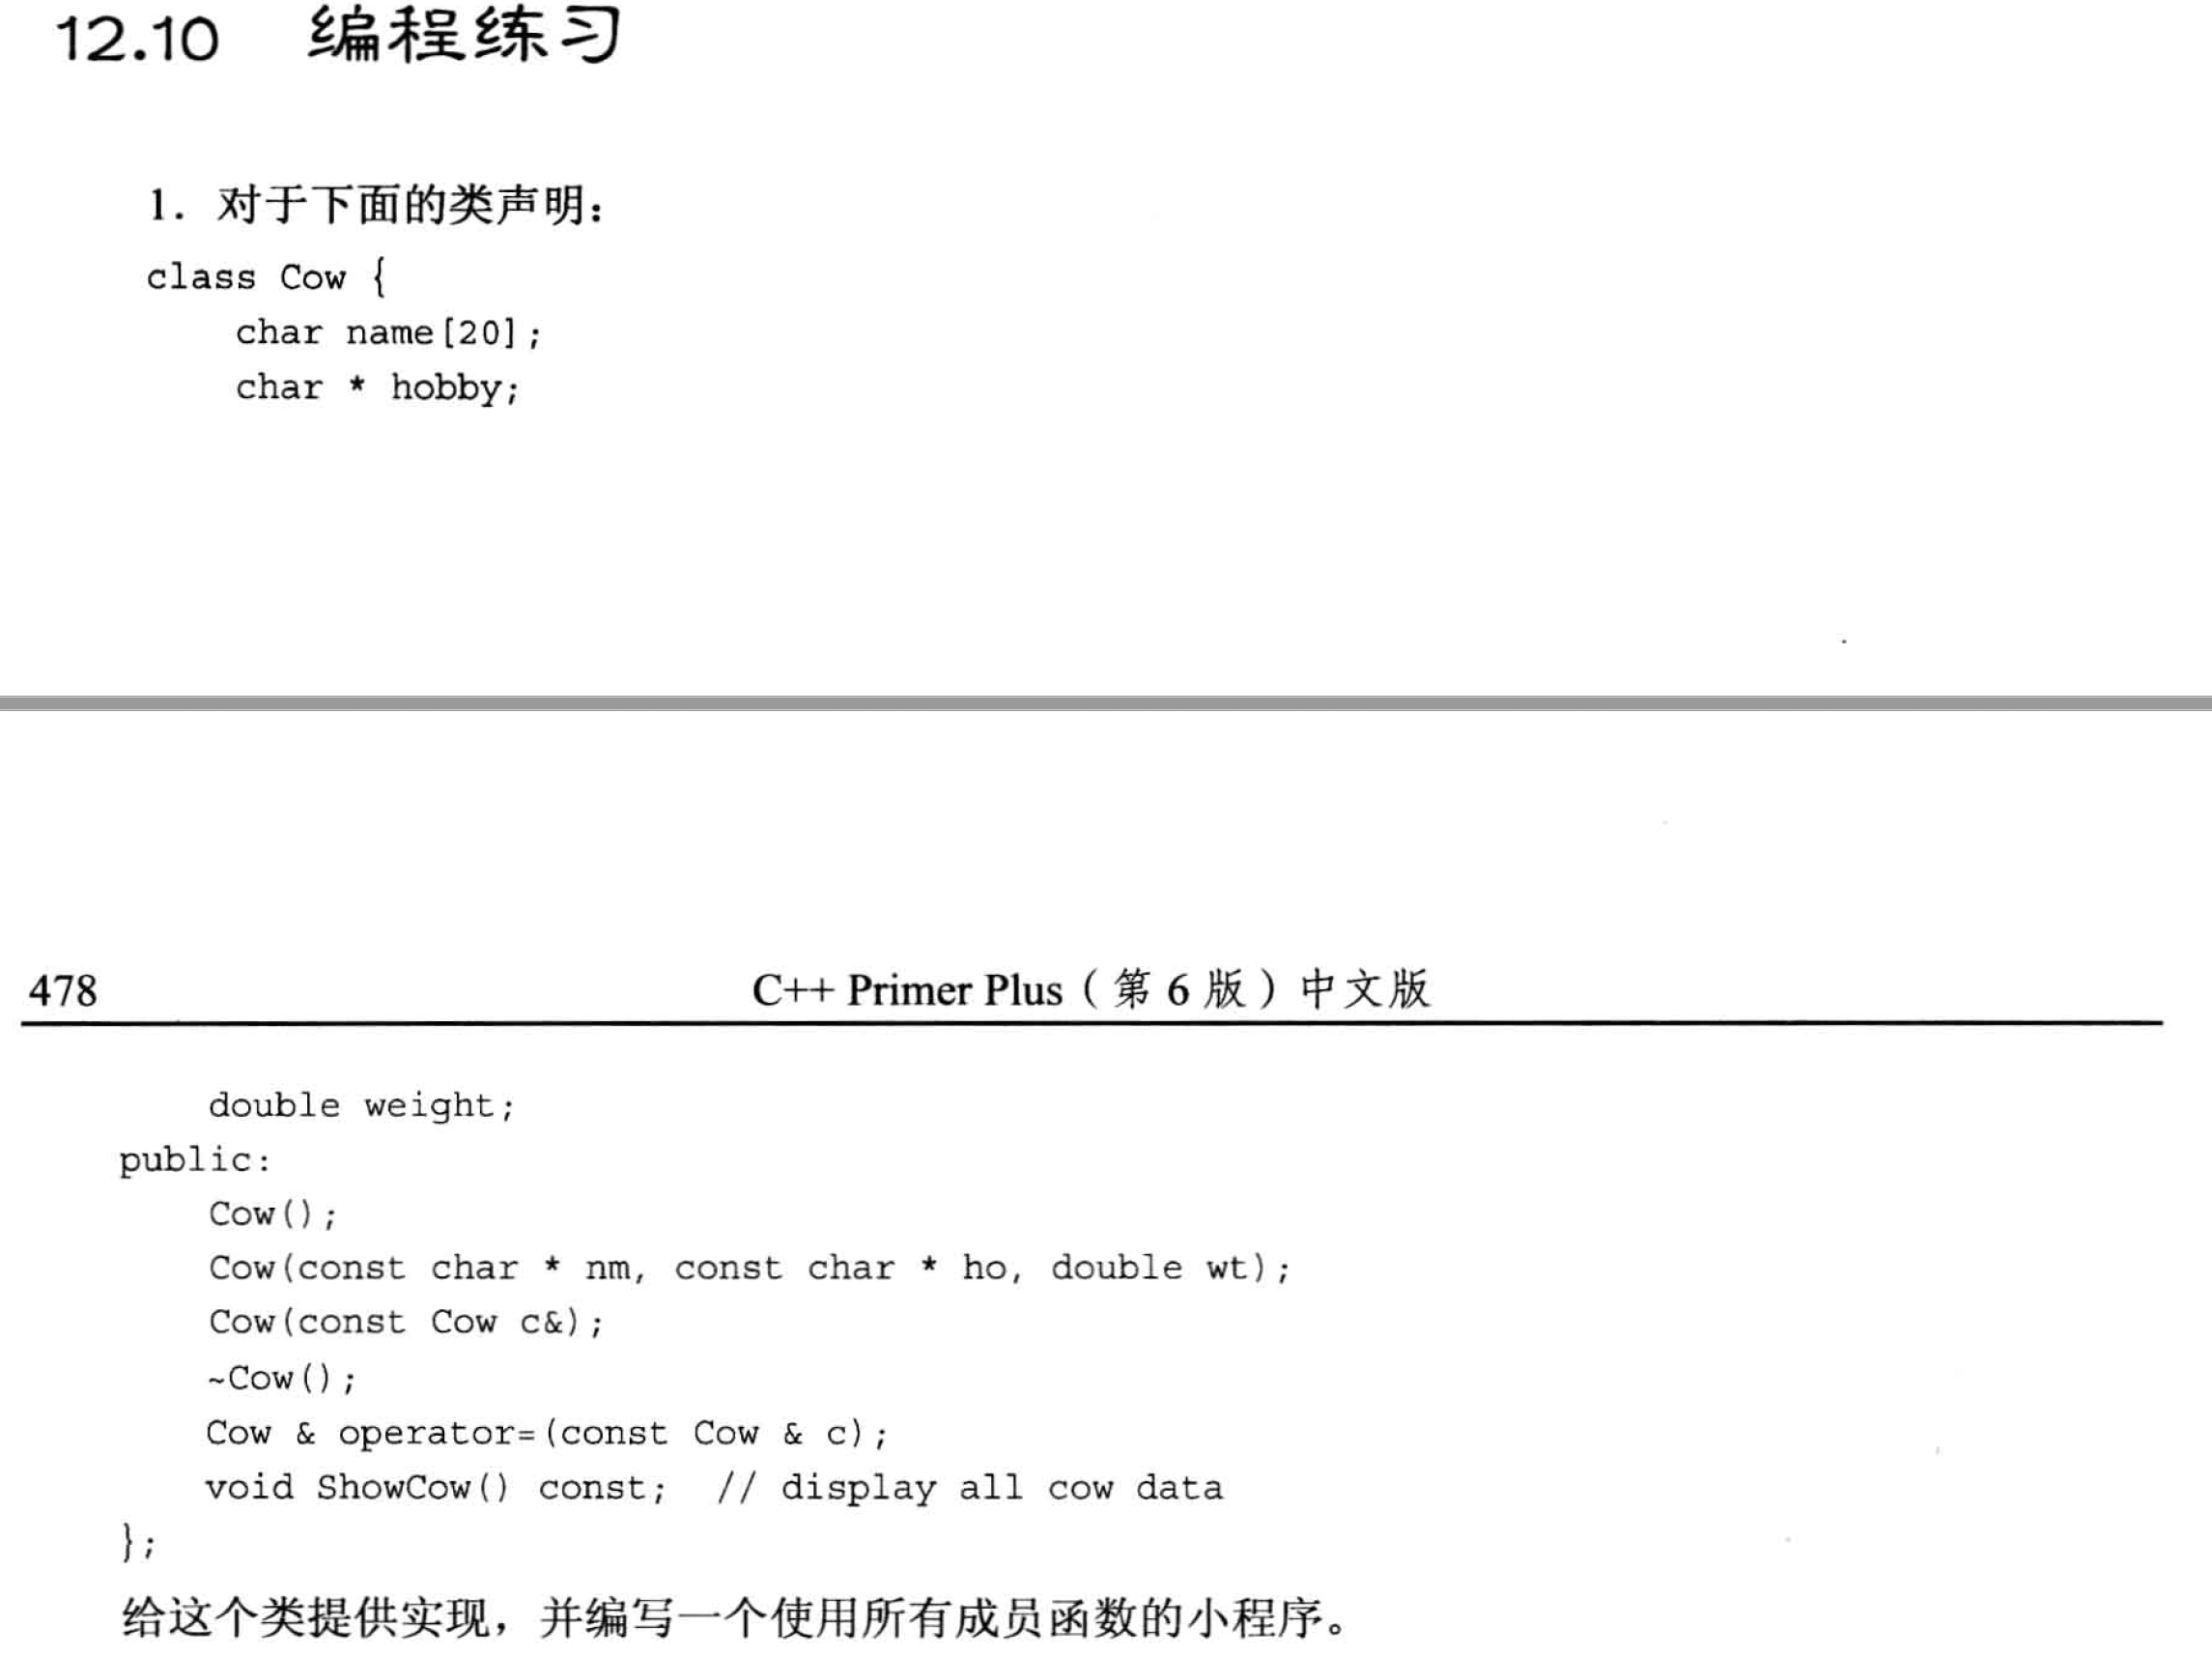 12.10 编程练习
1. 对于下面的类声明：
class Cow {
char name[20];
char * hobby;
478
C++ Primer Plus（第 6 版）中文版
double weight;
public:
Cow();
Cow(const char * nm, const char * ho, double wt);
Cow(const Cow c&);
~Cow();
Cow & operator=(const Cow & c);
void ShowCow() const; // display all cow data
};
给这个类提供实现，并编写一个使用所有成员函数的小程序。